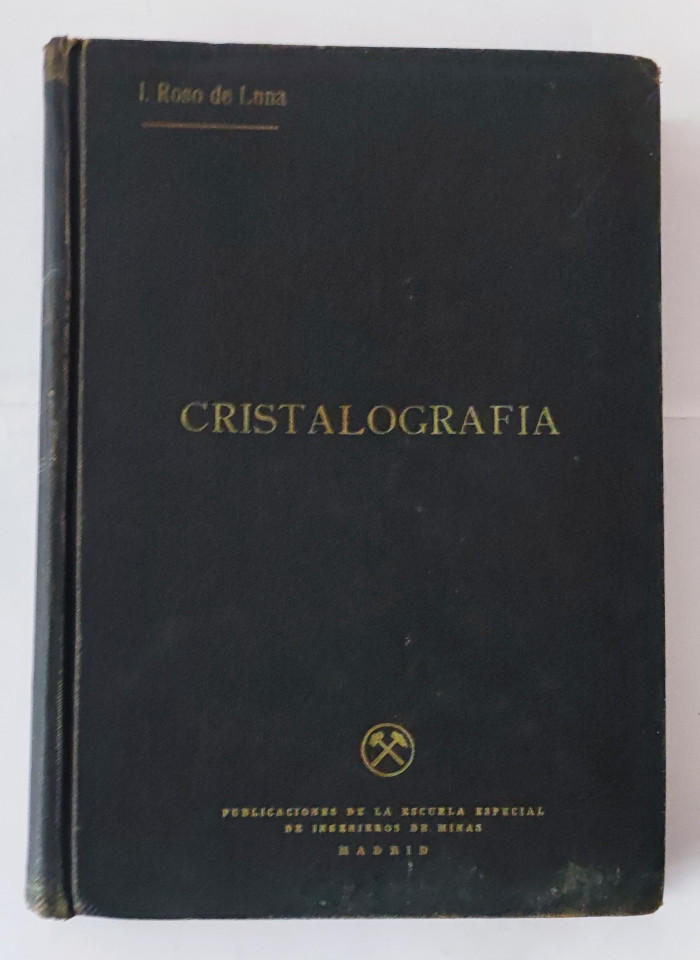 I. Roso de Luna
CRISTALOGRAFIA
PUBLICACIONES DE LA ESCUELA ESPECIAL
DE INGENIEROS DE MINAS
MADRID